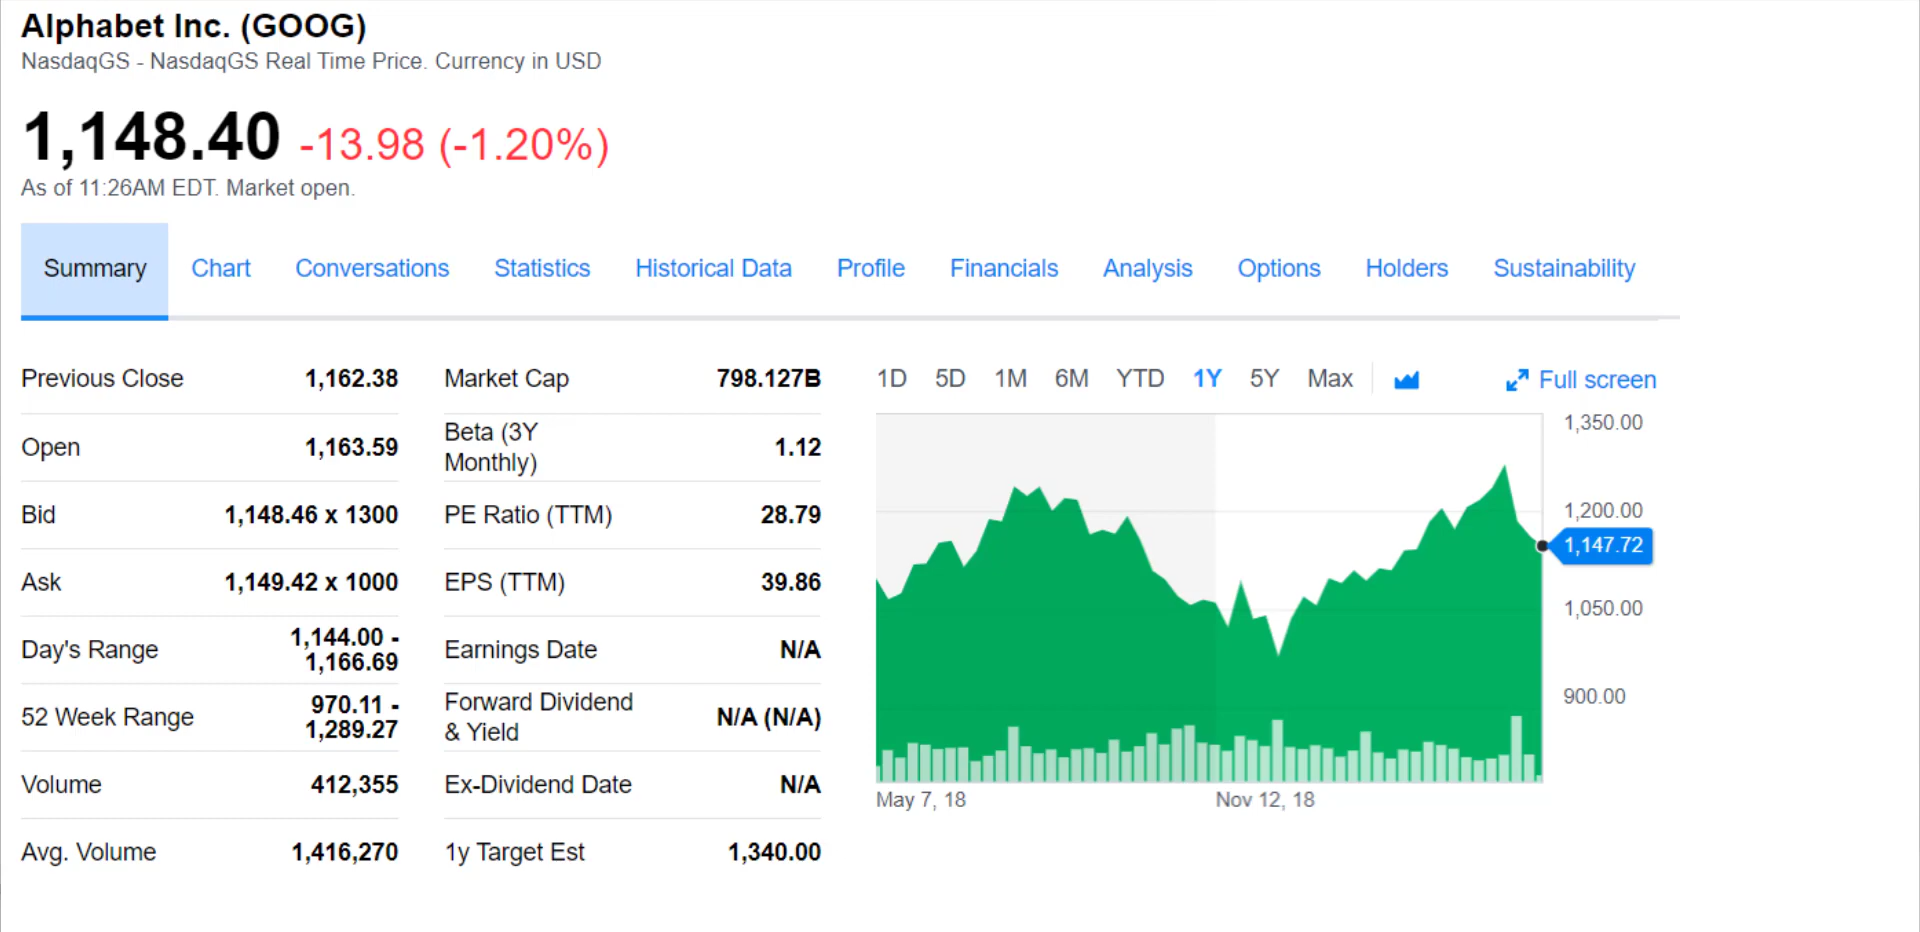 Alphabet Inc. (GOOG)
NasdaqGS - NasdaqGS Real Time Price. Currency in USD
1,148.40 -13.98 (-1.20%)
As of 11:26AM EDT. Market open.
Summary Chart Conversations Statistics Historical Data Profile Financials Analysis Options Holders Sustainability
Previous Close 1,162.38
Open 1,163.59
Bid 1,148.46 x 1300
Ask 1,149.42 x 1000
Day's Range 1,144.00 -
1,166.69
52 Week Range 970.11 -
1,289.27
Volume 412,355
Avg. Volume 1,416,270
Market Cap 798.127B
Beta (3Y
Monthly) 1.12
PE Ratio (TTM) 28.79
EPS (TTM) 39.86
Earnings Date N/A
Forward Dividend
& Yield N/A (N/A)
Ex-Dividend Date N/A
1y Target Est 1,340.00
1D 5D 1M 6M YTD 1Y 5Y Max Full screen
1,350.00
1,200.00
1,147.72
1,050.00
900.00
May 7, 18 Nov 12, 18